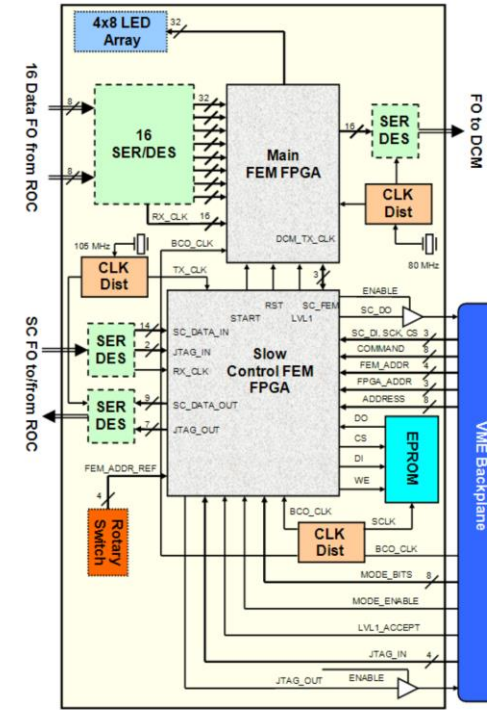 4x8 LED
Array
32
16 Data FO from ROC
8
8
16
SER/DES
32
RX_CLK
16
Main
FEM FPGA
DCM_TX_CLK
16
SER
DES
FO to DCM
CLK
Dist
80 MHz
105 MHz
CLK
Dist
BCO_CLK
TX_CLK
3
START
RST
LVL1
SC_FEM
Slow
Control FEM
FPGA
SC FO to/from ROC
SER
DES
14
SC_DATA_IN
2
JTAG_IN
RX_CLK
SER
DES
9
SC_DATA_OUT
7
JTAG_OUT
FEM_ADDR_REF
4
Rotary
Switch
ENABLE
SC_DO
SC_DI, SCK, CS
3
COMMAND
8
FEM_ADDR
4
FPGA_ADDR
3
ADDRESS
8
DO
CS
DI
WE
EPROM
BCO_CLK
SCLK
CLK
Dist
BCO_CLK
MODE_BITS
8
MODE_ENABLE
LVL1_ACCEPT
JTAG_IN
4
JTAG_OUT
ENABLE
VME Backplane